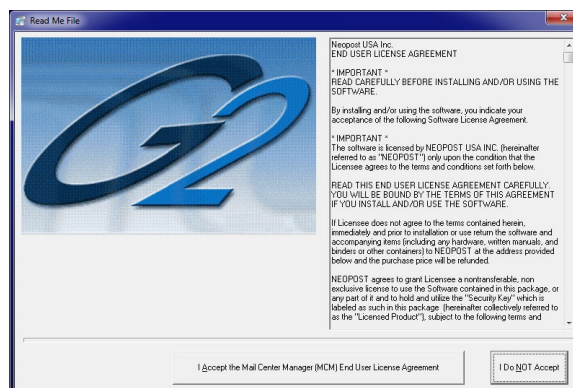 Read Me File
G2
Neopost USA Inc.
END USER LICENSE AGREEMENT
* IMPORTANT *
READ CAREFULLY BEFORE INSTALLING AND/OR USING THE
SOFTWARE.
By installing and/or using the software, you indicate your
acceptance of the following Software License Agreement.
* IMPORTANT *
The software is licensed by NEOPOST USA INC. (hereinafter
referred to as "NEOPOST") only upon the condition that the
Licensee agrees to the terms and conditions set forth below.
READ THIS END USER LICENSE AGREEMENT CAREFULLY.
YOU WILL BE BOUND BY THE TERMS OF THIS AGREEMENT
IF YOU INSTALL AND/OR USE THE SOFTWARE.
If Licensee does not agree to the terms contained herein,
immediately and prior to installation or use return the software and
accompanying items (including any hardware, written manuals, and
binders or other containers) to NEOPOST at the address provided
below and the purchase price will be refunded.
NEOPOST agrees to grant Licensee a nontransferable, non
exclusive license to use the Software contained in this package, or
any part of it and to hold and utilize the "Security Key" which is
labeled as such in this package (hereinafter collectively referred to
as the "Licensed Product"), subject to the following terms and
I Accept the Mail Center Manager (MCM) End User License Agreement
I Do NOT Accept